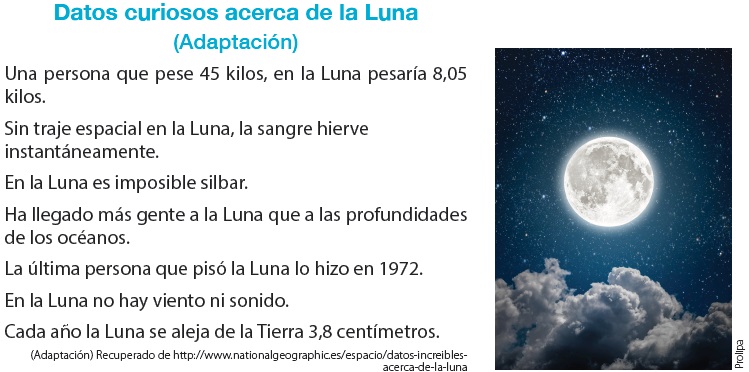 Datos curiosos acerca de la Luna
(Adaptación)
Una persona que pese 45 kilos, en la Luna pesaría 8,05
kilos.
Sin traje espacial en la Luna, la sangre hierve
instantáneamente.
En la Luna es imposible silbar.
Ha llegado más gente a la Luna que a las profundidades
de los océanos.
La última persona que pisó la Luna lo hizo en 1972.
En la Luna no hay viento ni sonido.
Cada año la Luna se aleja de la Tierra 3,8 centímetros.
(Adaptación) Recuperado de http://www.nationalgeographic.es/espacio/datos-increibles-
acerca-de-la-luna
Prolipa